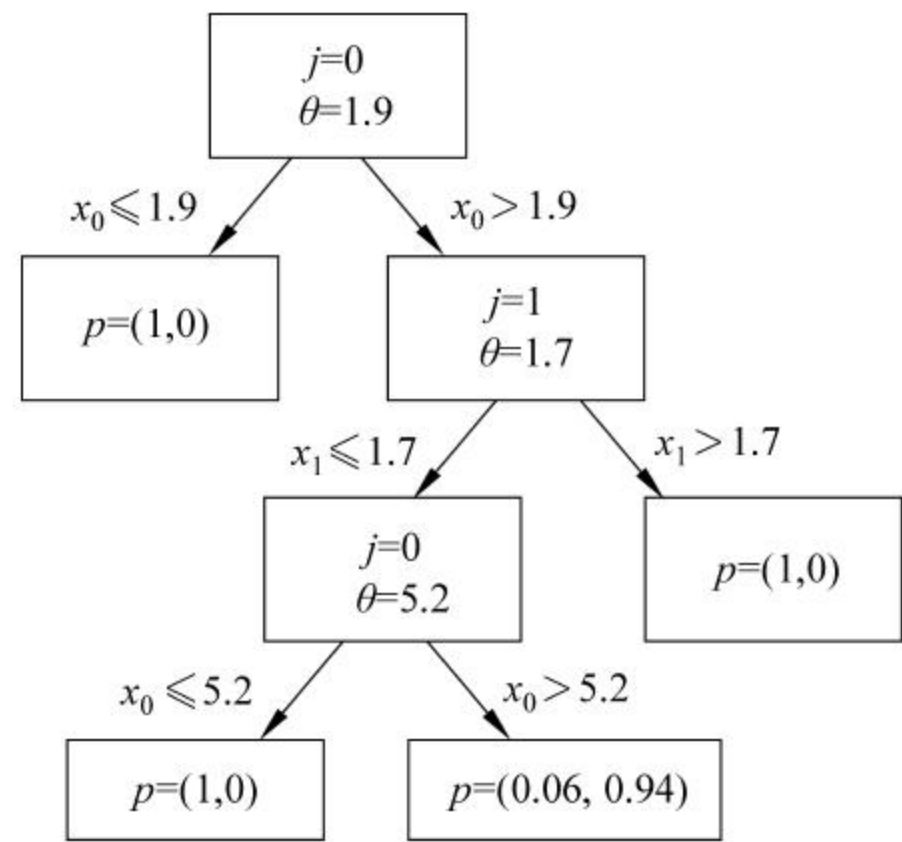 j=0
θ=1.9
x₀⩽1.9
x₀>1.9
p=(1,0)
j=1
θ=1.7
x₁⩽1.7
x₁>1.7
j=0
θ=5.2
p=(1,0)
x₀⩽5.2
x₀>5.2
p=(1,0)
p=(0.06, 0.94)